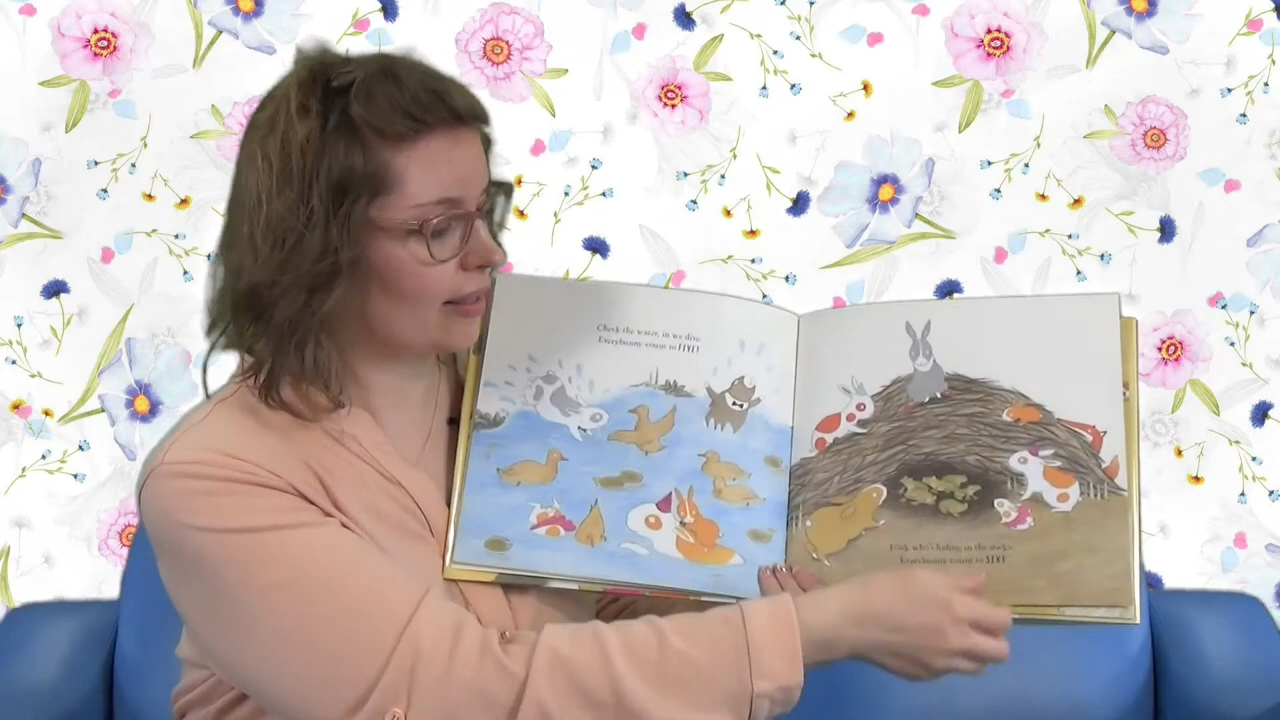 Check the water, in we dive.
Everybunny count to FIVE!
Look who's hiding in the sticks.
Everybunny count to SIX!